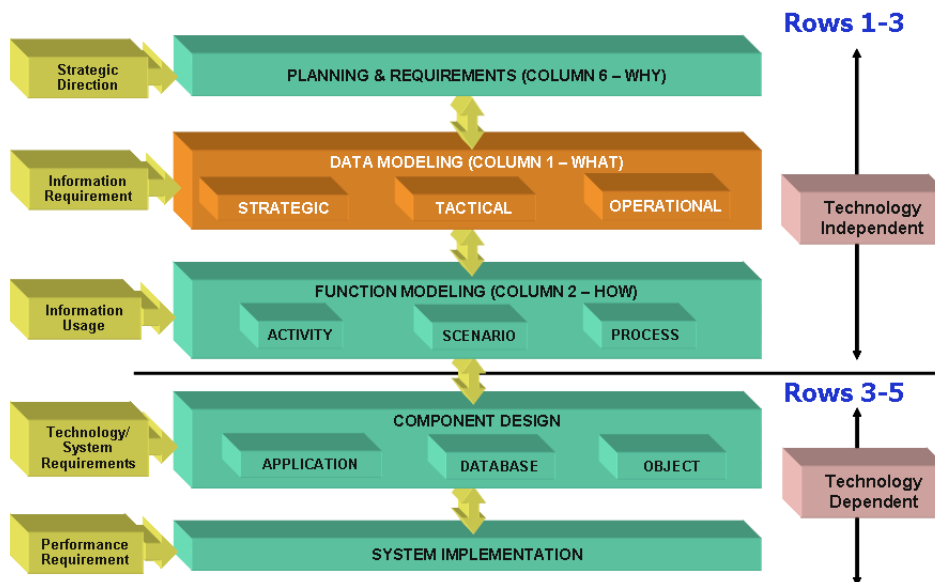 Rows 1-3
Strategic
Direction
PLANNING & REQUIREMENTS (COLUMN 6 – WHY)
Information
Requirement
DATA MODELING (COLUMN 1 – WHAT)
STRATEGIC
TACTICAL
OPERATIONAL
Technology
Independent
Information
Usage
FUNCTION MODELING (COLUMN 2 – HOW)
ACTIVITY
SCENARIO
PROCESS
Rows 3-5
Technology/
System
Requirements
COMPONENT DESIGN
APPLICATION
DATABASE
OBJECT
Technology
Dependent
Performance
Requirement
SYSTEM IMPLEMENTATION